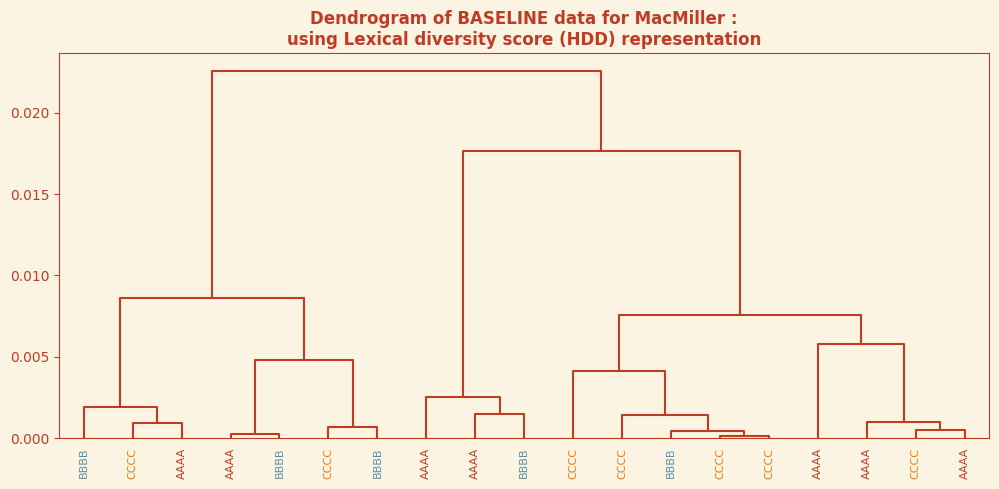 Dendrogram of BASELINE data for MacMiller :
using Lexical diversity score (HDD) representation
0.020
0.015
0.010
0.005
0.000
BBBB
CCCC
AAAA
AAAA
BBBB
CCCC
BBBB
AAAA
AAAA
BBBB
CCCC
CCCC
BBBB
CCCC
CCCC
AAAA
AAAA
CCCC
AAAA